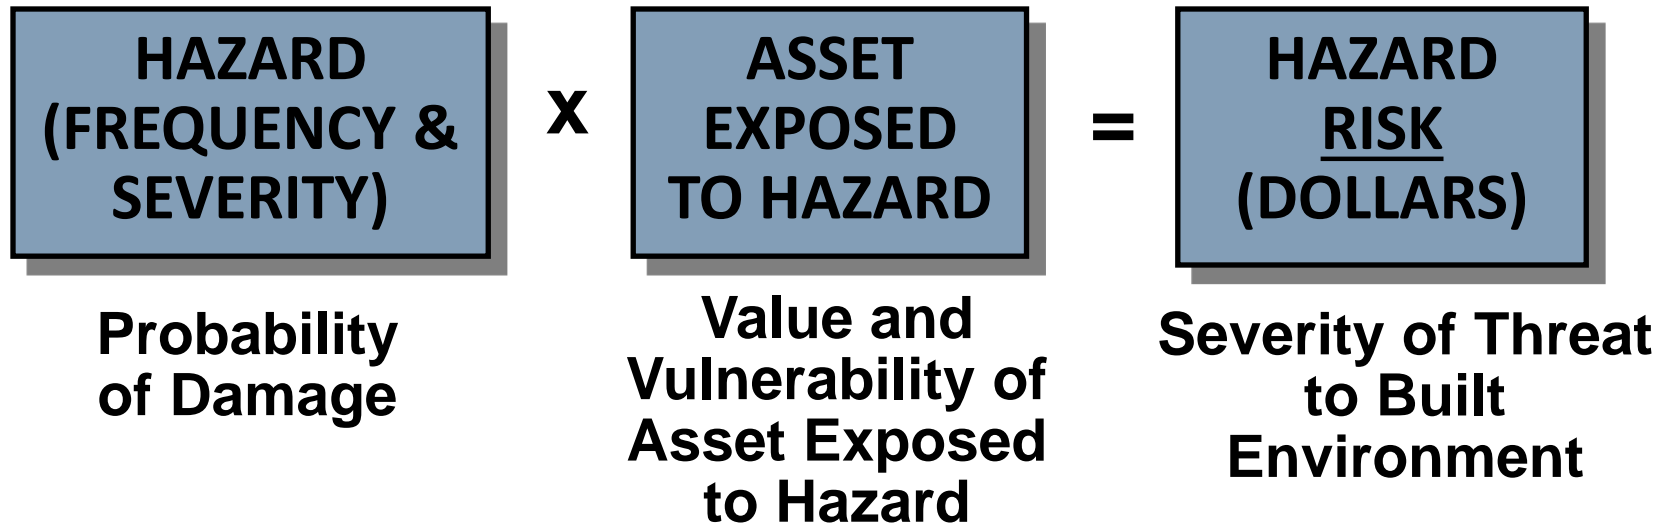 HAZARD
(FREQUENCY &
SEVERITY)
x
ASSET
EXPOSED
TO HAZARD
=
HAZARD
RISK
(DOLLARS)
Probability
of Damage
Value and
Vulnerability of
Asset Exposed
to Hazard
Severity of Threat
to Built
Environment